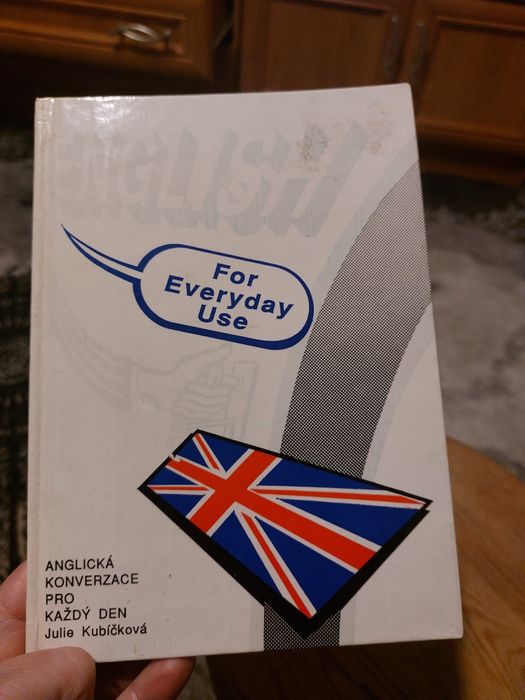 ENGLISH
For
Everyday
Use
ANGLICKÁ
KONVERZACE
PRO
KAŽDÝ DEN
Julie Kubíčková